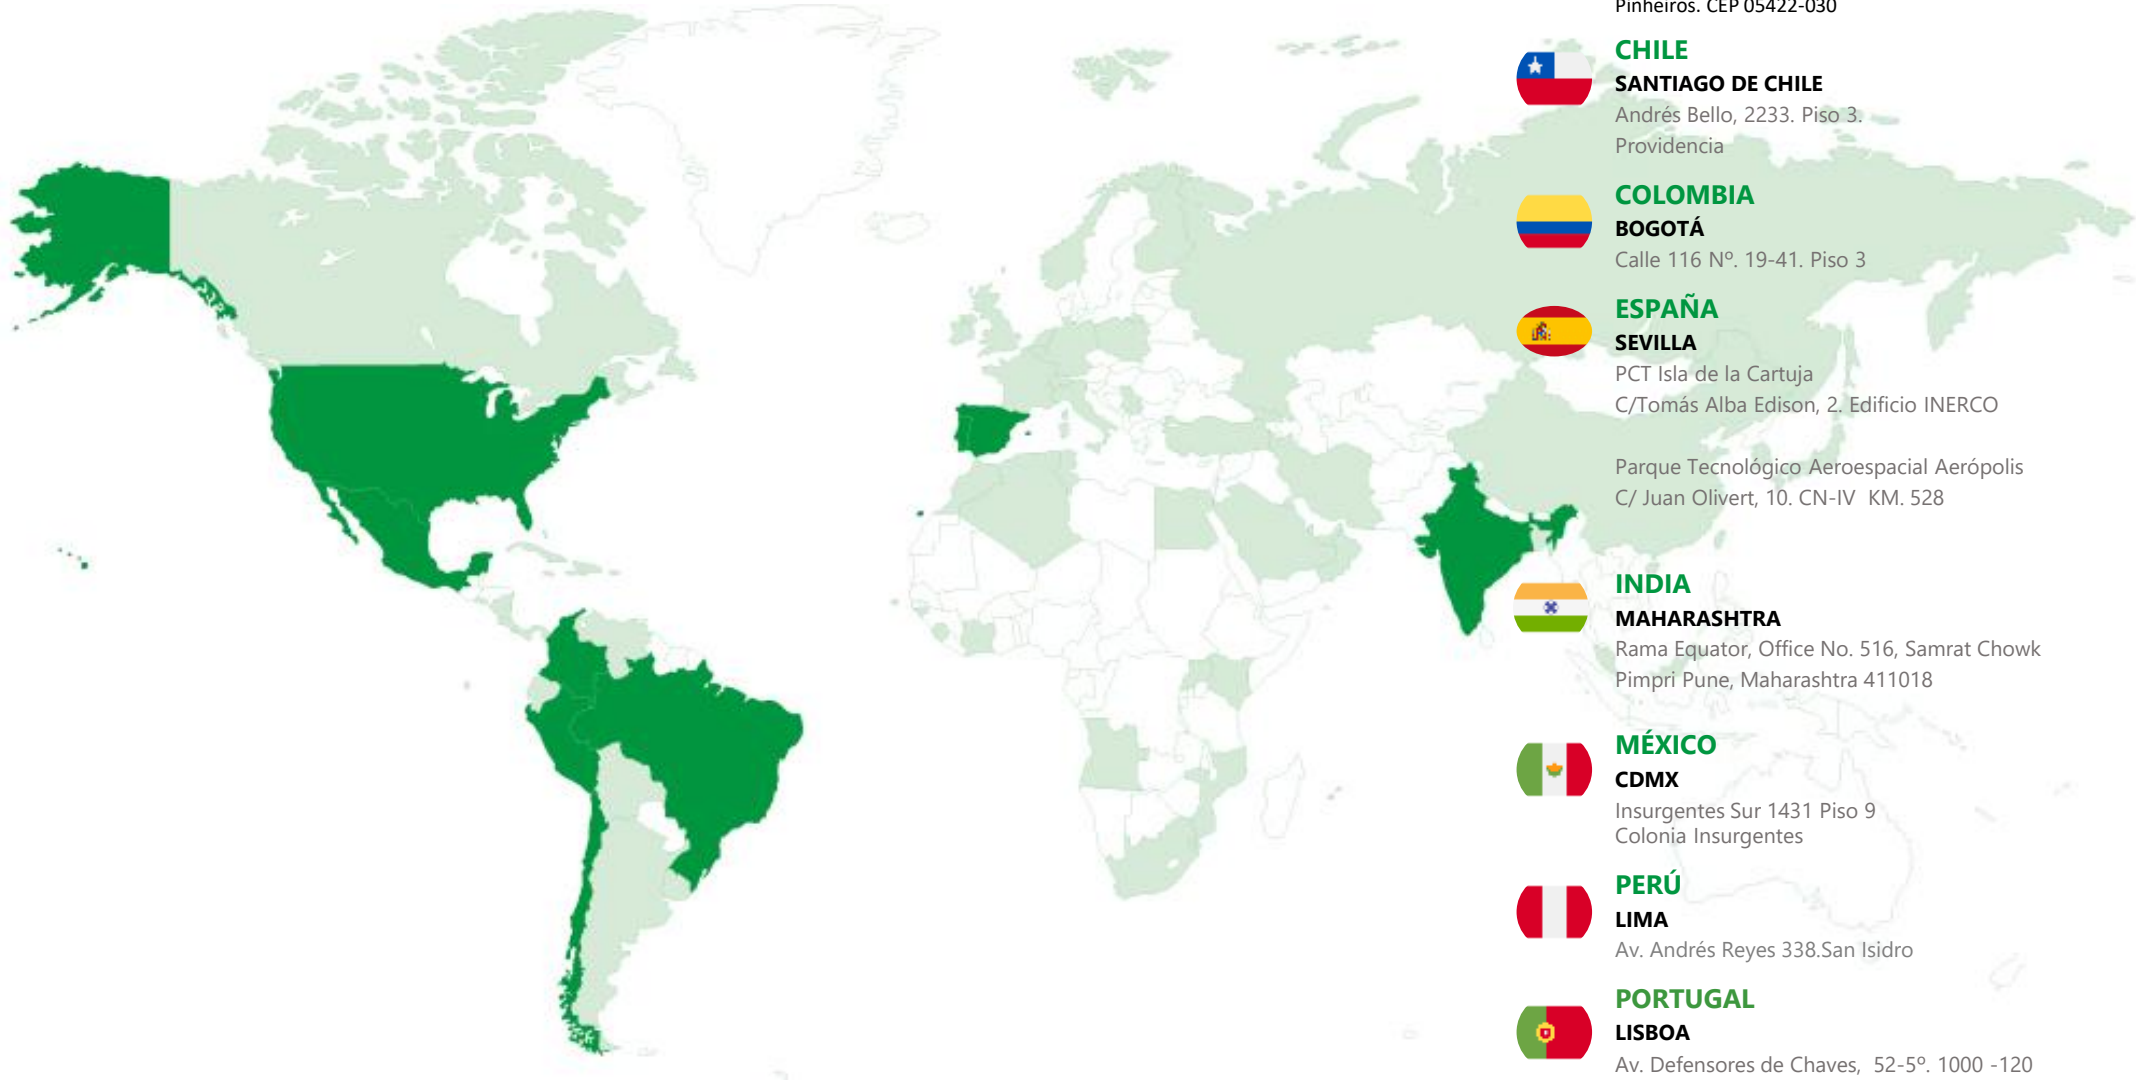 Pinheiros. CEP 05422-030
CHILE
SANTIAGO DE CHILE
Andrés Bello, 2233. Piso 3.
Providencia
COLOMBIA
BOGOTÁ
Calle 116 Nº. 19-41. Piso 3
ESPAÑA
SEVILLA
PCT Isla de la Cartuja
C/Tomás Alba Edison, 2. Edificio INERCO
Parque Tecnológico Aeroespacial Aerópolis
C/ Juan Olivert, 10. CN-IV KM. 528
INDIA
MAHARASHTRA
Rama Equator, Office No. 516, Samrat Chowk
Pimpri Pune, Maharashtra 411018
MÉXICO
CDMX
Insurgentes Sur 1431 Piso 9
Colonia Insurgentes
PERÚ
LIMA
Av. Andrés Reyes 338.San Isidro
PORTUGAL
LISBOA
Av. Defensores de Chaves, 52-5º. 1000 -120